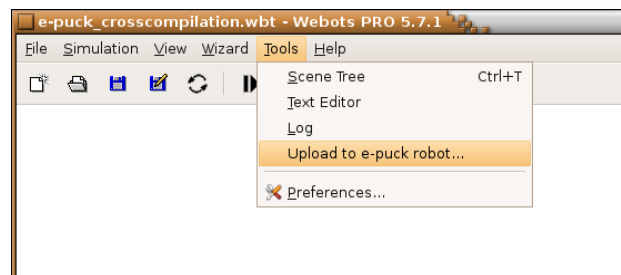 e-puck_crosscompilation.wbt - Webots PRO 5.7.1
File Simulation View Wizard Tools Help
Scene Tree Ctrl+T
Text Editor
Log
Upload to e-puck robot...
Preferences...